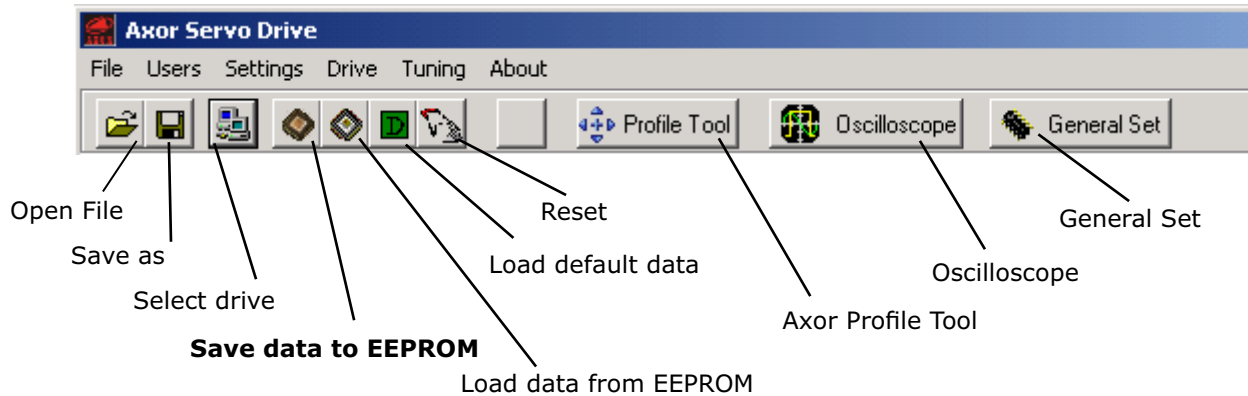 Axor Servo Drive
File Users Settings Drive Tuning About
D Profile Tool Oscilloscope General Set
Open File
Reset
General Set
Save as
Load default data
Oscilloscope
Select drive
Axor Profile Tool
Save data to EEPROM
Load data from EEPROM